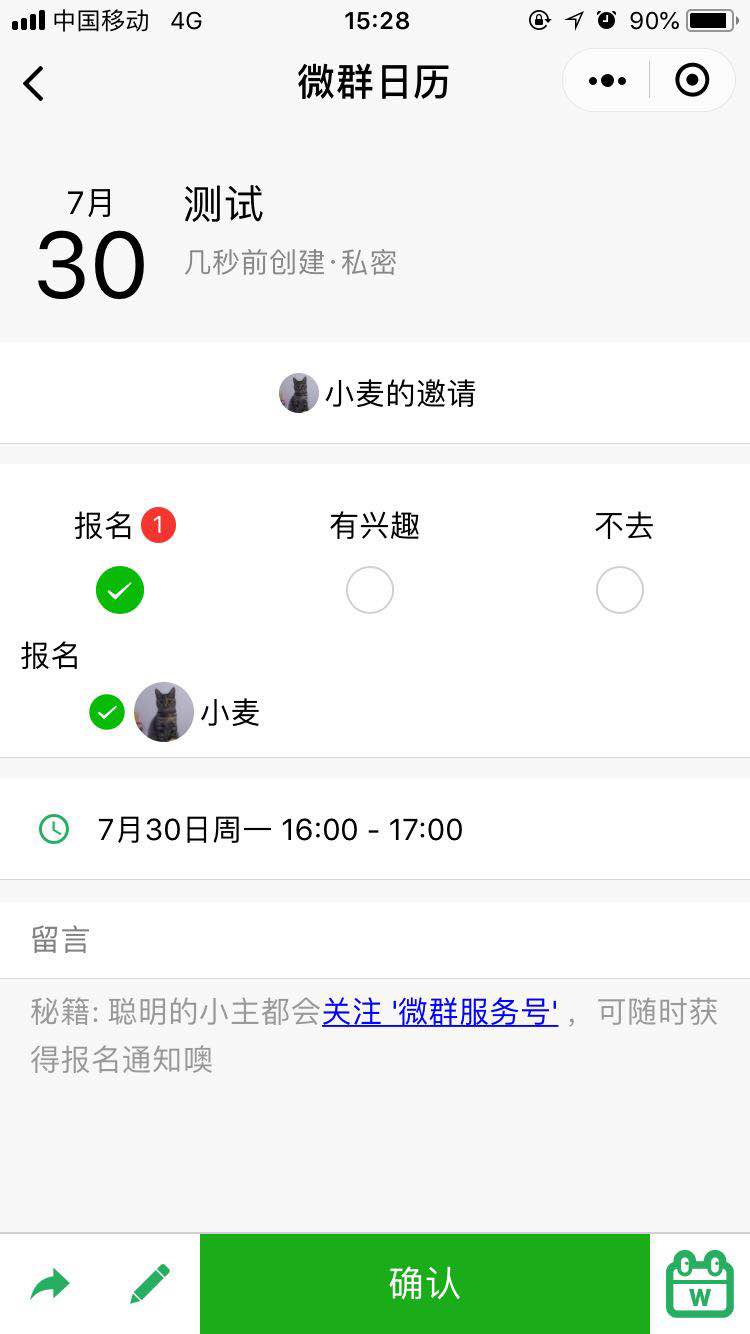 中国移动 4G 15:28 90%
微群日历
7月
30
测试
几秒前创建·私密
小麦的邀请
报名 1 有兴趣 不去
报名
小麦
7月30日周一 16:00 - 17:00
留言
秘籍: 聪明的小主都会关注 '微群服务号' ，可随时获
得报名通知噢
确认
W